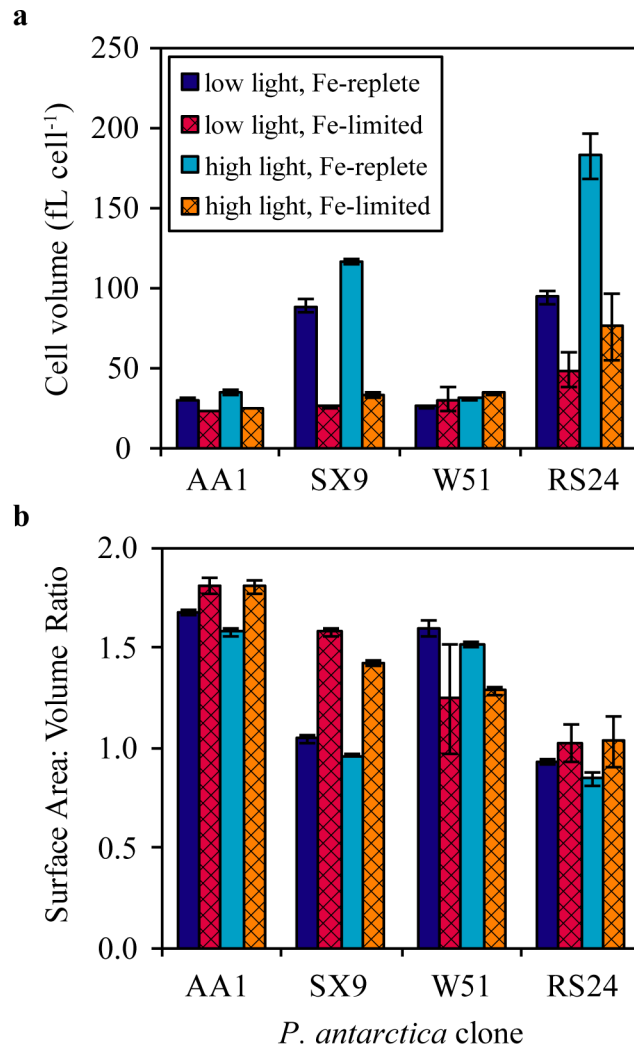 a
250
200
150
100
50
0
Cell volume (fL cell⁻¹)
low light, Fe-replete
low light, Fe-limited
high light, Fe-replete
high light, Fe-limited
AA1 SX9 W51 RS24
b
2.0
1.5
1.0
0.5
0.0
Surface Area: Volume Ratio
AA1 SX9 W51 RS24
P. antarctica clone